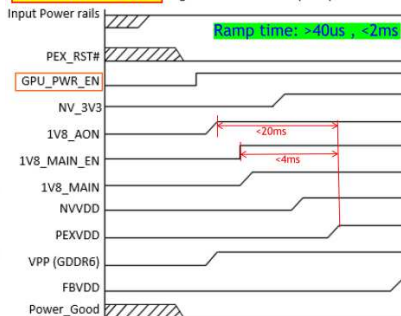 Input Power rails
Ramp time: >40us , <2ms
PEX_RST#
GPU_PWR_EN
NV_3V3
1V8_AON
<20ms
1V8_MAIN_EN
<4ms
1V8_MAIN
NVVDD
PEXVDD
VPP (GDDR6)
FBVDD
Power_Good